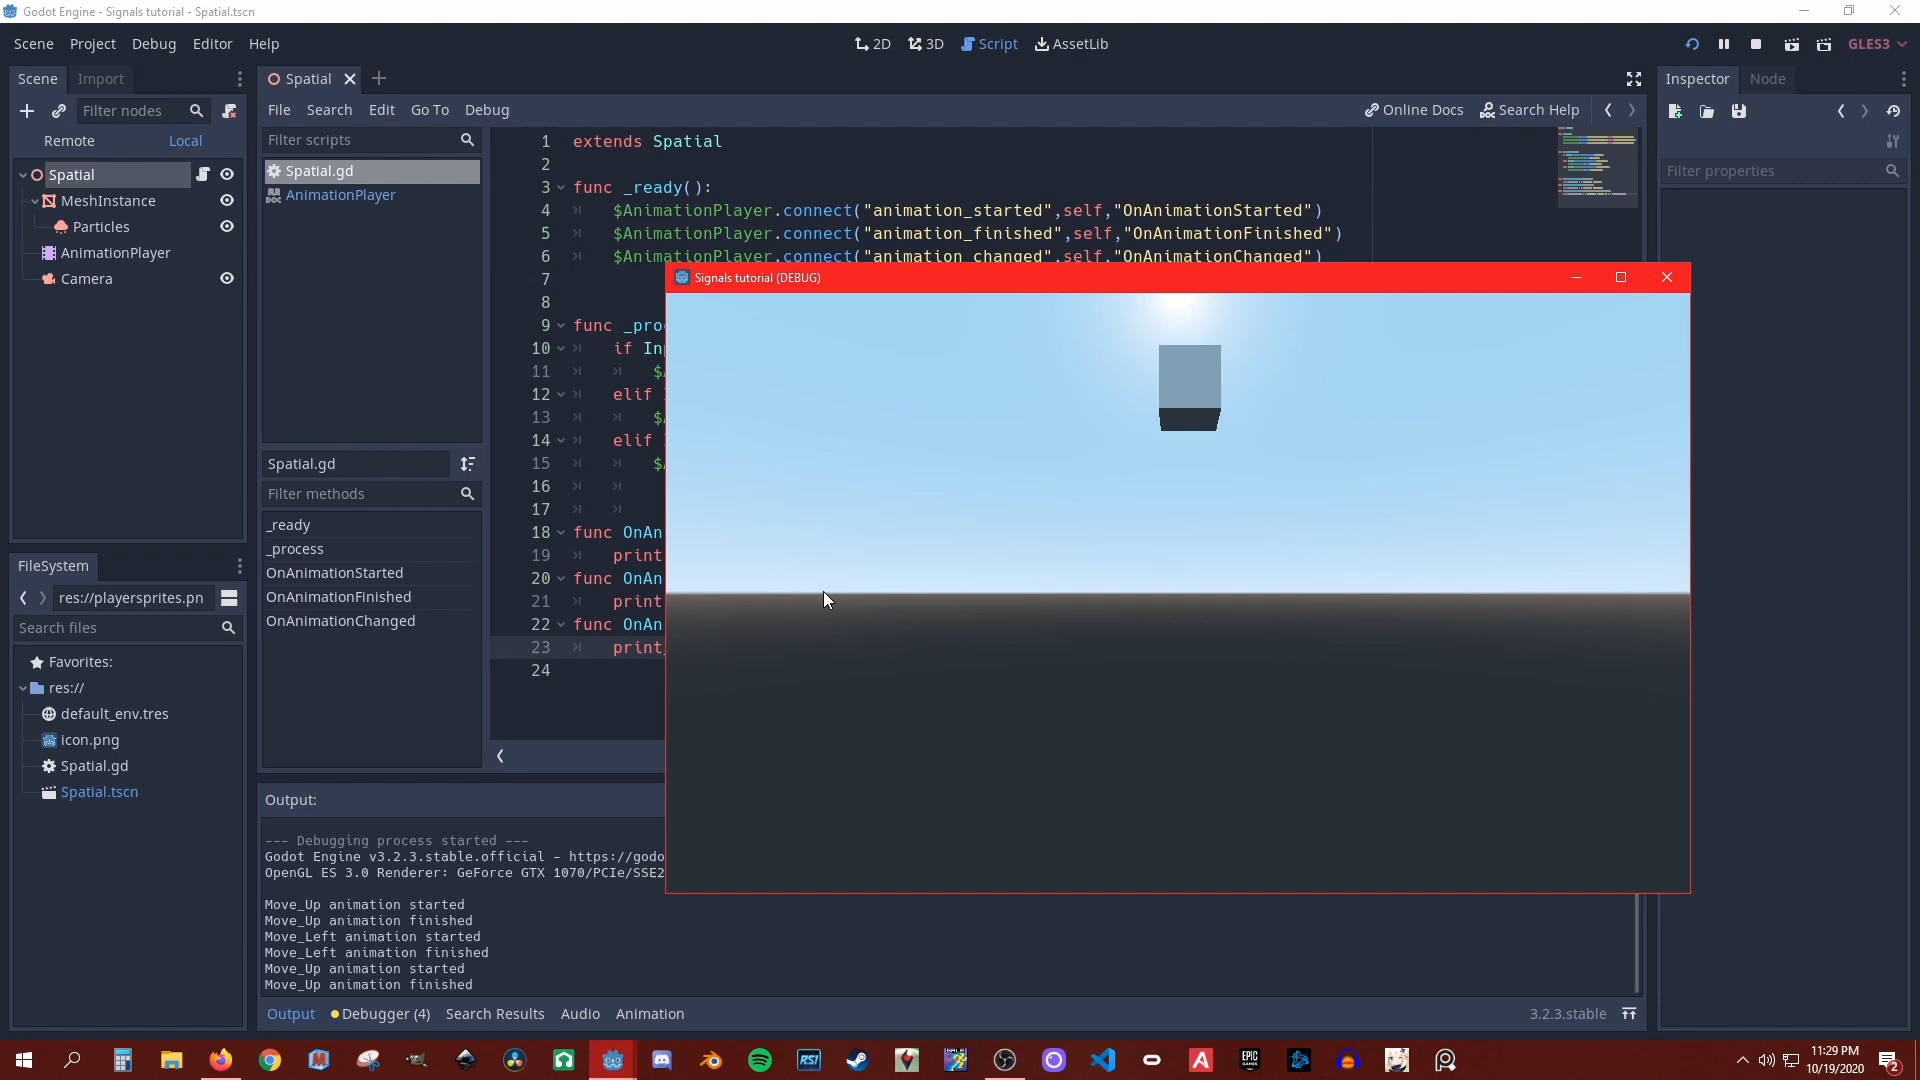 Godot Engine - Signals tutorial - Spatial.tscn
Scene Project Debug Editor Help
2D 3D Script AssetLib
GLES3
Scene Import
Spatial
Inspector Node
Filter nodes
File Search Edit Go To Debug
Online Docs Search Help
Remote Local
Filter scripts
Filter properties
Spatial
MeshInstance
Particles
AnimationPlayer
Camera
Spatial.gd
AnimationPlayer
1 extends Spatial
2
3 func _ready():
4 $AnimationPlayer.connect("animation_started",self,"OnAnimationStarted")
5 $AnimationPlayer.connect("animation_finished",self,"OnAnimationFinished")
6 $AnimationPlayer.connect("animation_changed",self,"OnAnimationChanged")
7
8
9 func _pro
10 if In
11 $
12 elif
13 $
14 elif
15 $
16
17
18 func OnAn
19 print
20 func OnAn
21 print
22 func OnAn
23 print
24
Signals tutorial (DEBUG)
Spatial.gd
Filter methods
_ready
_process
OnAnimationStarted
OnAnimationFinished
OnAnimationChanged
FileSystem
res://playersprites.pn
Search files
Favorites:
res://
default_env.tres
icon.png
Spatial.gd
Spatial.tscn
Output:
--- Debugging process started ---
Godot Engine v3.2.3.stable.official - https://godo
OpenGL ES 3.0 Renderer: GeForce GTX 1070/PCIe/SSE2
Move_Up animation started
Move_Up animation finished
Move_Left animation started
Move_Left animation finished
Move_Up animation started
Move_Up animation finished
Output Debugger (4) Search Results Audio Animation
3.2.3.stable
RSI
EPIC GAMES
11:29 PM
10/19/2020
2